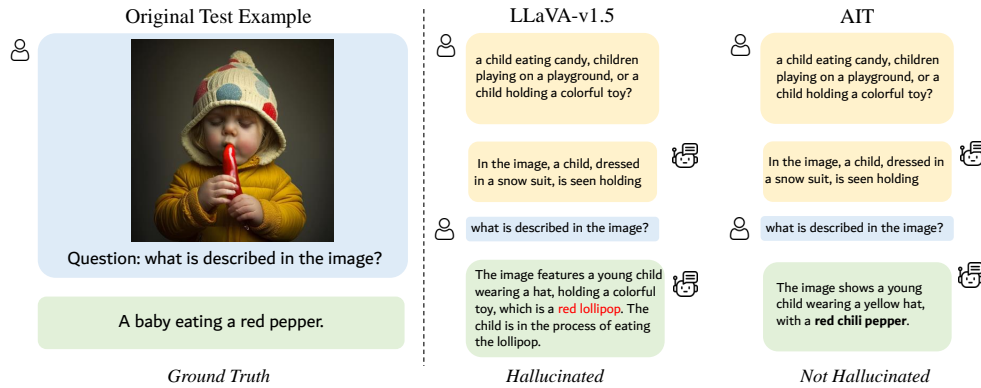 Original Test Example
Question: what is described in the image?
A baby eating a red pepper.
Ground Truth
LLaVA-v1.5
a child eating candy, children
playing on a playground, or a
child holding a colorful toy?
In the image, a child, dressed
in a snow suit, is seen holding
what is described in the image?
The image features a young child
wearing a hat, holding a colorful
toy, which is a red lollipop. The
child is in the process of eating
the lollipop.
Hallucinated
AIT
a child eating candy, children
playing on a playground, or a
child holding a colorful toy?
In the image, a child, dressed in
a snow suit, is seen holding
what is described in the image?
The image shows a young
child wearing a yellow hat,
with a red chili pepper.
Not Hallucinated